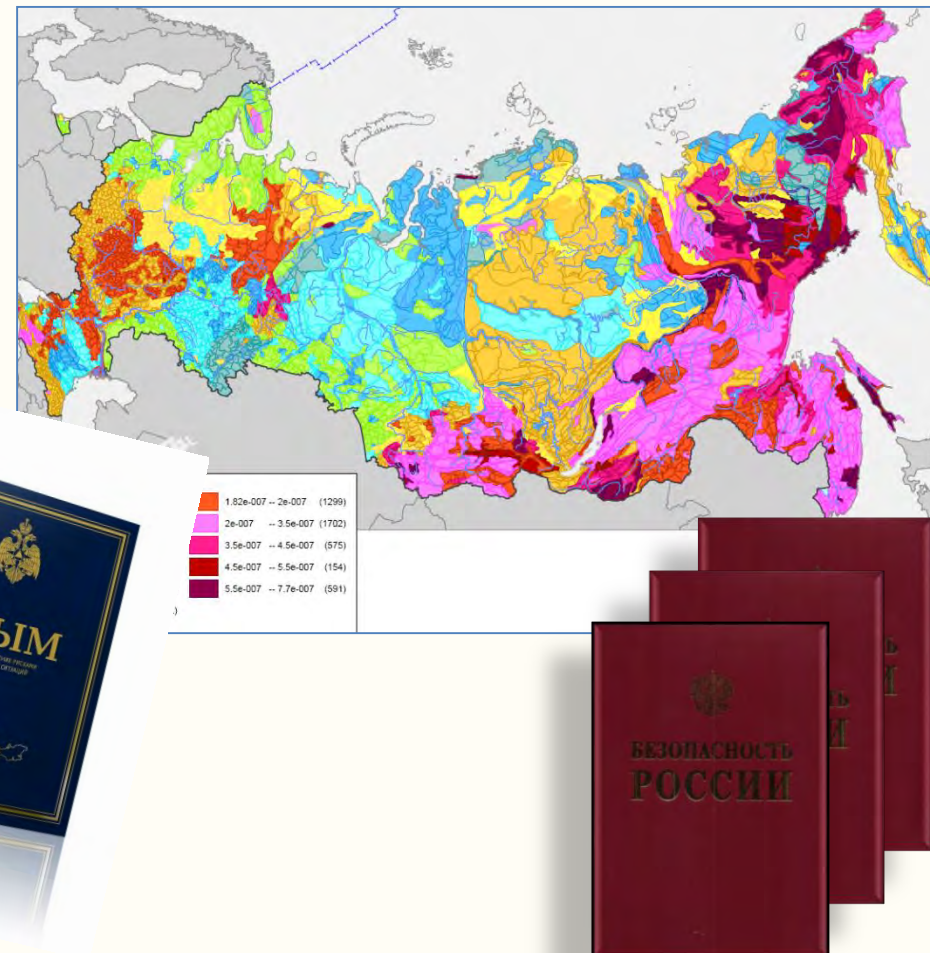 1.82e-007 -- 2e-007 (1299)
2e-007 -- 3.5e-007 (1702)
3.5e-007 -- 4.5e-007 (575)
4.5e-007 -- 5.5e-007 (154)
5.5e-007 -- 7.7e-007 (591)
.)
ЫМ
БЕЗОПАСНОСТЬ
РОССИИ
Ь
И
Ь
И